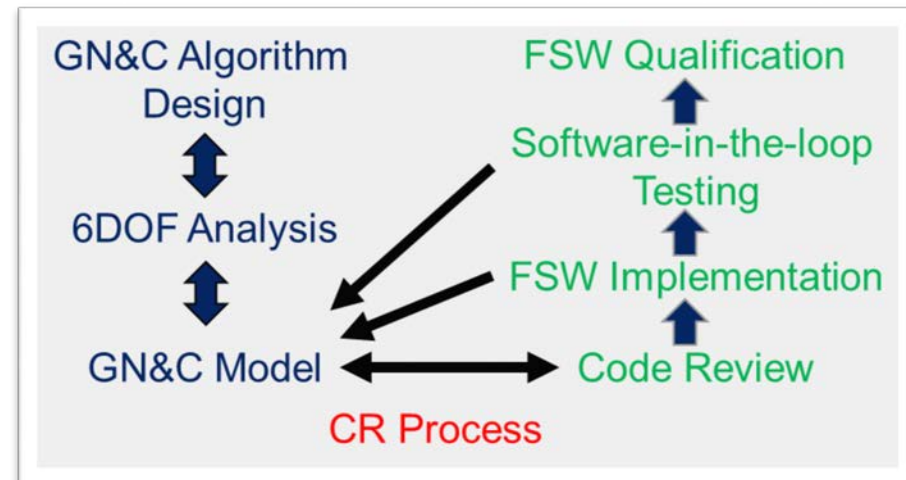 GN&C Algorithm
Design
6DOF Analysis
GN&C Model
FSW Qualification
Software-in-the-loop
Testing
FSW Implementation
Code Review
CR Process